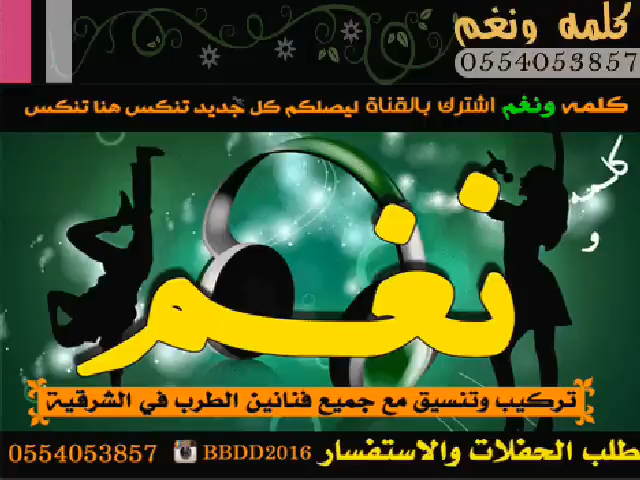 كلمه ونغم
0554053857
كلمه ونغم اشترك بالقناة ليصلكم كل جديد تنكس هنا تنكس
كلمه
و
نغم
تركيب وتنسيق مع جميع فنانين الطرب في الشرقية
طلب الحفلات والاستفسار BBDD2016 0554053857